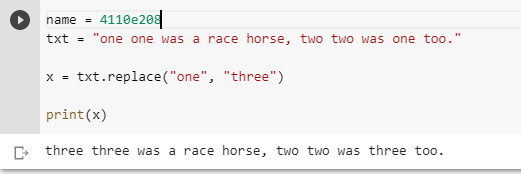 name = 4110e208
txt = "one one was a race horse, two two was one too."
x = txt.replace("one", "three")
print(x)
three three was a race horse, two two was three too.